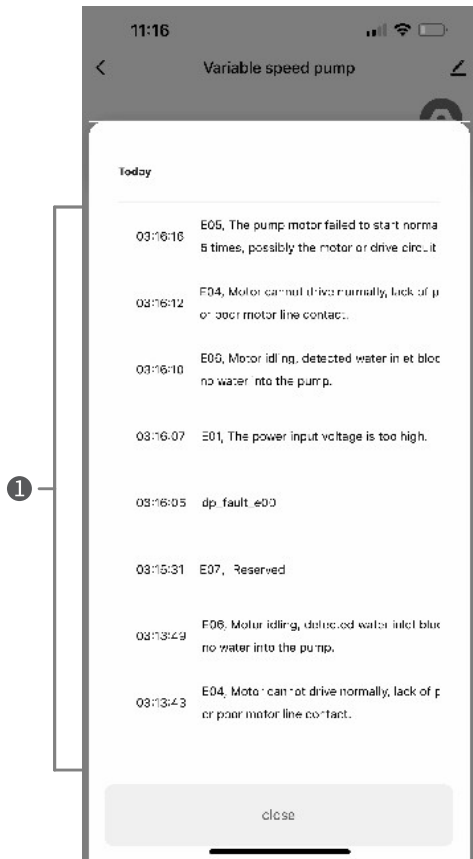 11:16
Variable speed pump
Today
03:16:16
E05, The pump motor failed to start norma
5 times, possibly the motor or drive circuit
03:16:12
E04, Motor cannot drive normally, lack of p
or poor motor line contact.
03:16:10
E06, Motor idling, detected water inlet bloc
no water into the pump.
03:16:07
E01, The power input voltage is too high.
03:16:05
dp_fault_e00
03:15:31
E07, Reserved
03:13:49
E06, Motor idling, detected water inlet bloc
no water into the pump.
03:13:43
E04, Motor cannot drive normally, lack of p
or poor motor line contact.
close
1